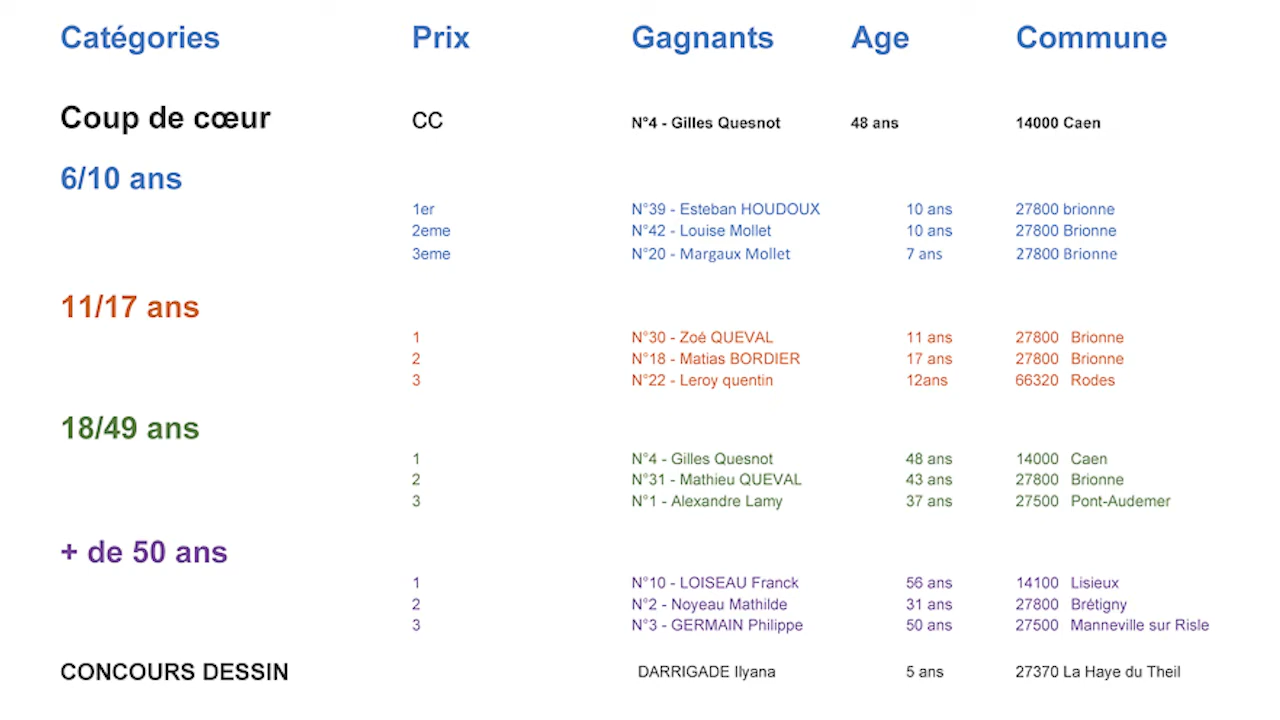 Catégories Prix Gagnants Age Commune
Coup de cœur CC N°4 - Gilles Quesnot 48 ans 14000 Caen
6/10 ans
1er N°39 - Esteban HOUDOUX 10 ans 27800 brionne
2eme N°42 - Louise Mollet 10 ans 27800 Brionne
3eme N°20 - Margaux Mollet 7 ans 27800 Brionne
11/17 ans
1 N°30 - Zoé QUEVAL 11 ans 27800 Brionne
2 N°18 - Matias BORDIER 17 ans 27800 Brionne
3 N°22 - Leroy quentin 12ans 66320 Rodes
18/49 ans
1 N°4 - Gilles Quesnot 48 ans 14000 Caen
2 N°31 - Mathieu QUEVAL 43 ans 27800 Brionne
3 N°1 - Alexandre Lamy 37 ans 27500 Pont-Audemer
+ de 50 ans
1 N°10 - LOISEAU Franck 56 ans 14100 Lisieux
2 N°2 - Noyeau Mathilde 31 ans 27800 Brétigny
3 N°3 - GERMAIN Philippe 50 ans 27500 Manneville sur Risle
CONCOURS DESSIN DARRIGADE Ilyana 5 ans 27370 La Haye du Theil